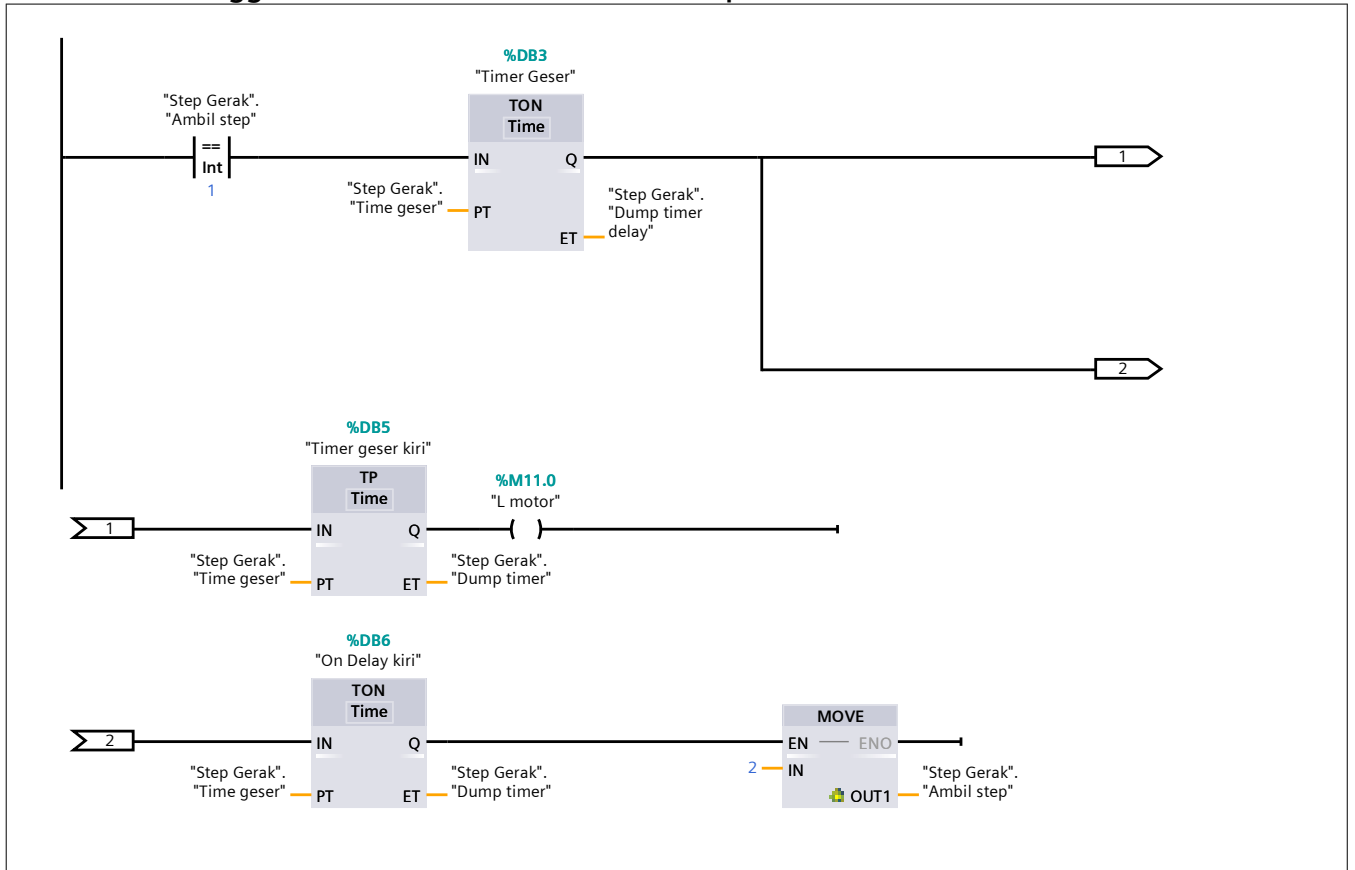 %DB3
"Timer Geser"
"Step Gerak".
"Ambil step"
==
Int
1
TON
Time
IN
Q
"Step Gerak".
"Time geser"
PT
ET
"Step Gerak".
"Dump timer
delay"
1
2
%DB5
"Timer geser kiri"
TP
Time
%M11.0
"L motor"
1
IN
Q
"Step Gerak".
"Time geser"
PT
ET
"Step Gerak".
"Dump timer"
%DB6
"On Delay kiri"
TON
Time
2
IN
Q
"Step Gerak".
"Time geser"
PT
ET
"Step Gerak".
"Dump timer"
MOVE
EN
ENO
2
IN
OUT1
"Step Gerak".
"Ambil step"